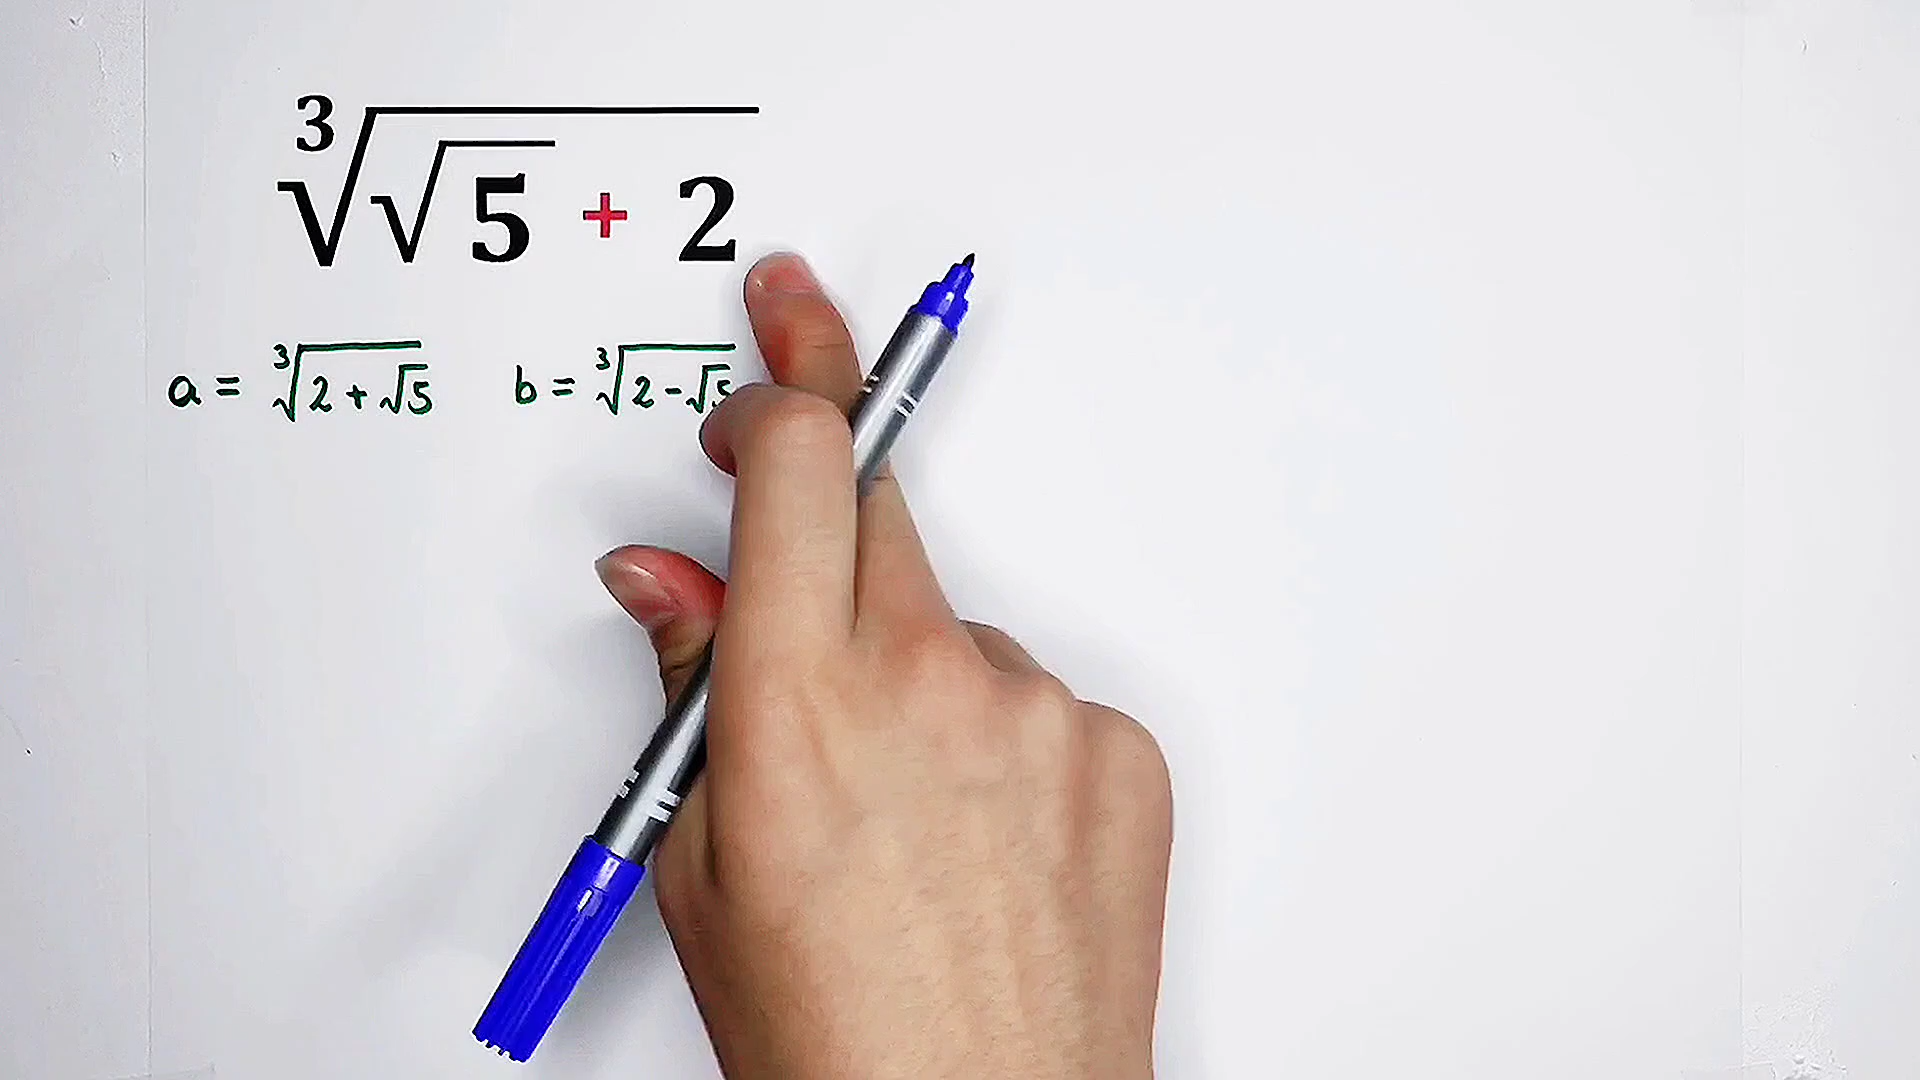 ∛(√5 + 2)
a = ∛(2 + √5) b = ∛(2 - √5